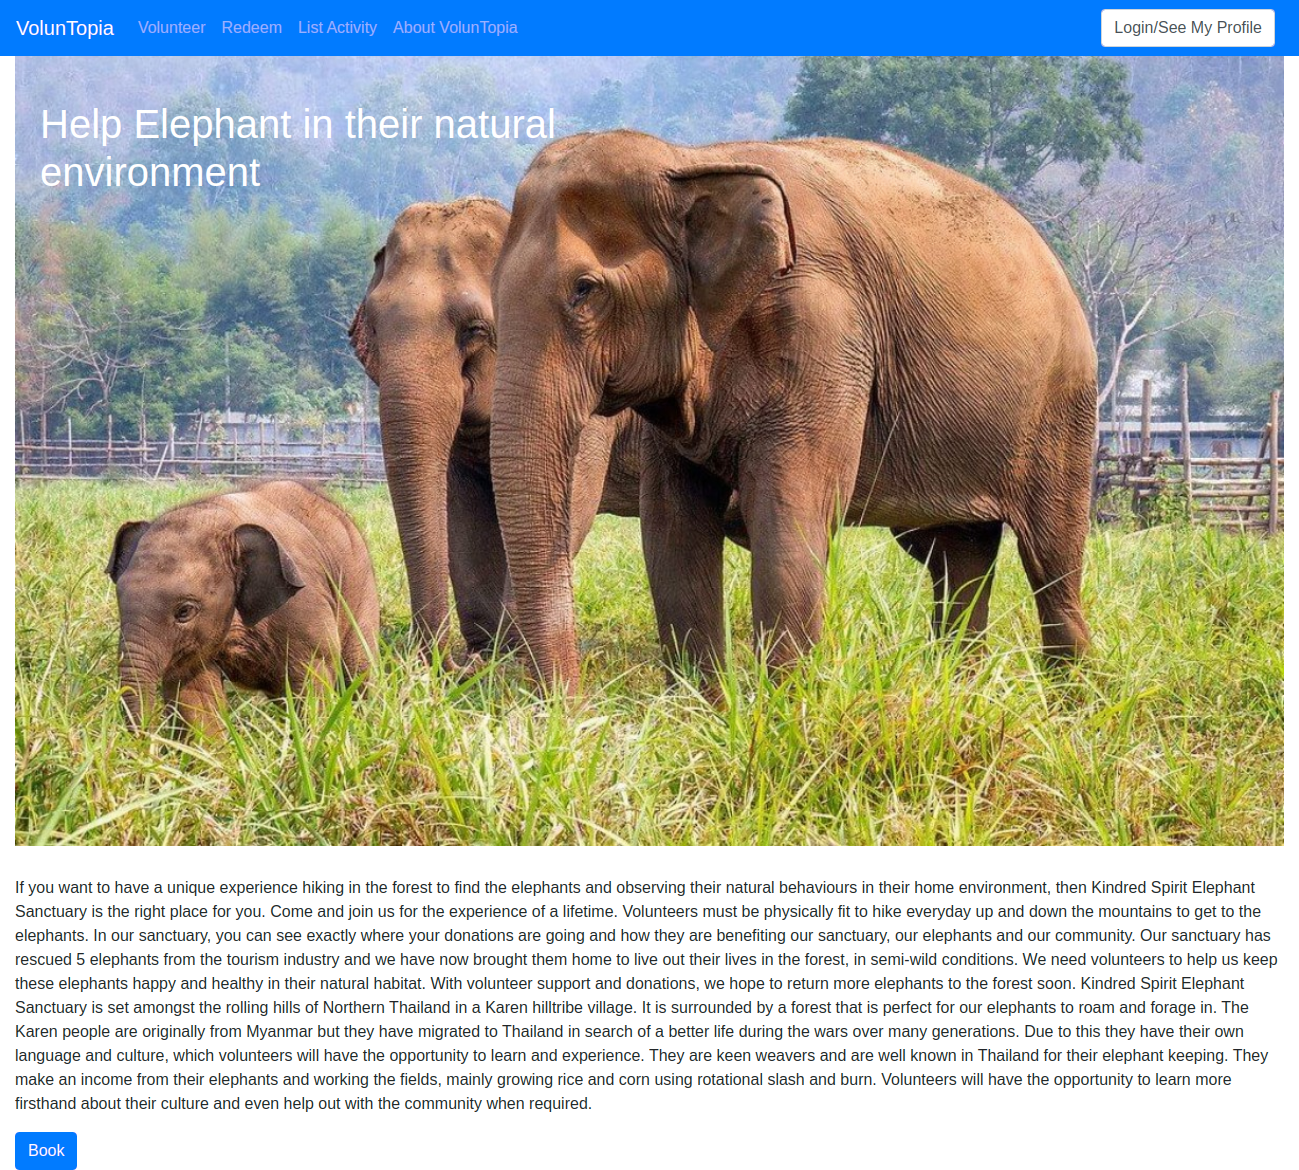 VolunTopia Volunteer Redeem List Activity About VolunTopia Login/See My Profile
Help Elephant in their natural
environment
If you want to have a unique experience hiking in the forest to find the elephants and observing their natural behaviours in their home environment, then Kindred Spirit Elephant
Sanctuary is the right place for you. Come and join us for the experience of a lifetime. Volunteers must be physically fit to hike everyday up and down the mountains to get to the
elephants. In our sanctuary, you can see exactly where your donations are going and how they are benefiting our sanctuary, our elephants and our community. Our sanctuary has
rescued 5 elephants from the tourism industry and we have now brought them home to live out their lives in the forest, in semi-wild conditions. We need volunteers to help us keep
these elephants happy and healthy in their natural habitat. With volunteer support and donations, we hope to return more elephants to the forest soon. Kindred Spirit Elephant
Sanctuary is set amongst the rolling hills of Northern Thailand in a Karen hilltribe village. It is surrounded by a forest that is perfect for our elephants to roam and forage in. The
Karen people are originally from Myanmar but they have migrated to Thailand in search of a better life during the wars over many generations. Due to this they have their own
language and culture, which volunteers will have the opportunity to learn and experience. They are keen weavers and are well known in Thailand for their elephant keeping. They
make an income from their elephants and working the fields, mainly growing rice and corn using rotational slash and burn. Volunteers will have the opportunity to learn more
firsthand about their culture and even help out with the community when required.
Book